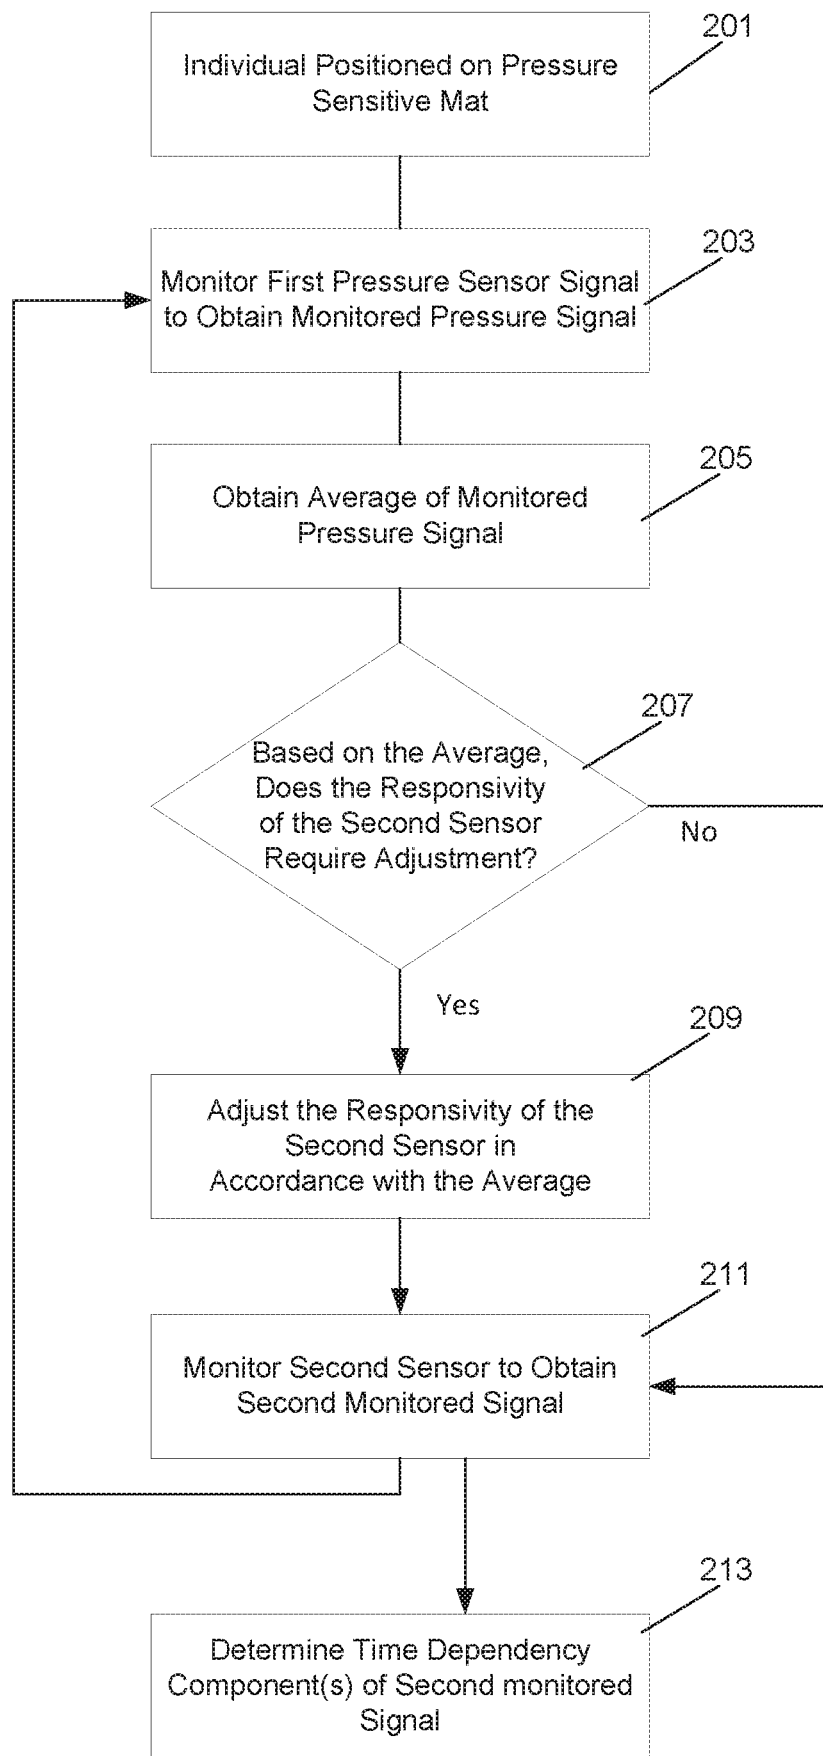 201
Individual Positioned on Pressure
Sensitive Mat
203
Monitor First Pressure Sensor Signal
to Obtain Monitored Pressure Signal
205
Obtain Average of Monitored
Pressure Signal
207
Based on the Average,
Does the Responsivity
of the Second Sensor
Require Adjustment?
No
Yes
209
Adjust the Responsivity of the
Second Sensor in
Accordance with the Average
211
Monitor Second Sensor to Obtain
Second Monitored Signal
213
Determine Time Dependency
Component(s) of Second monitored
Signal